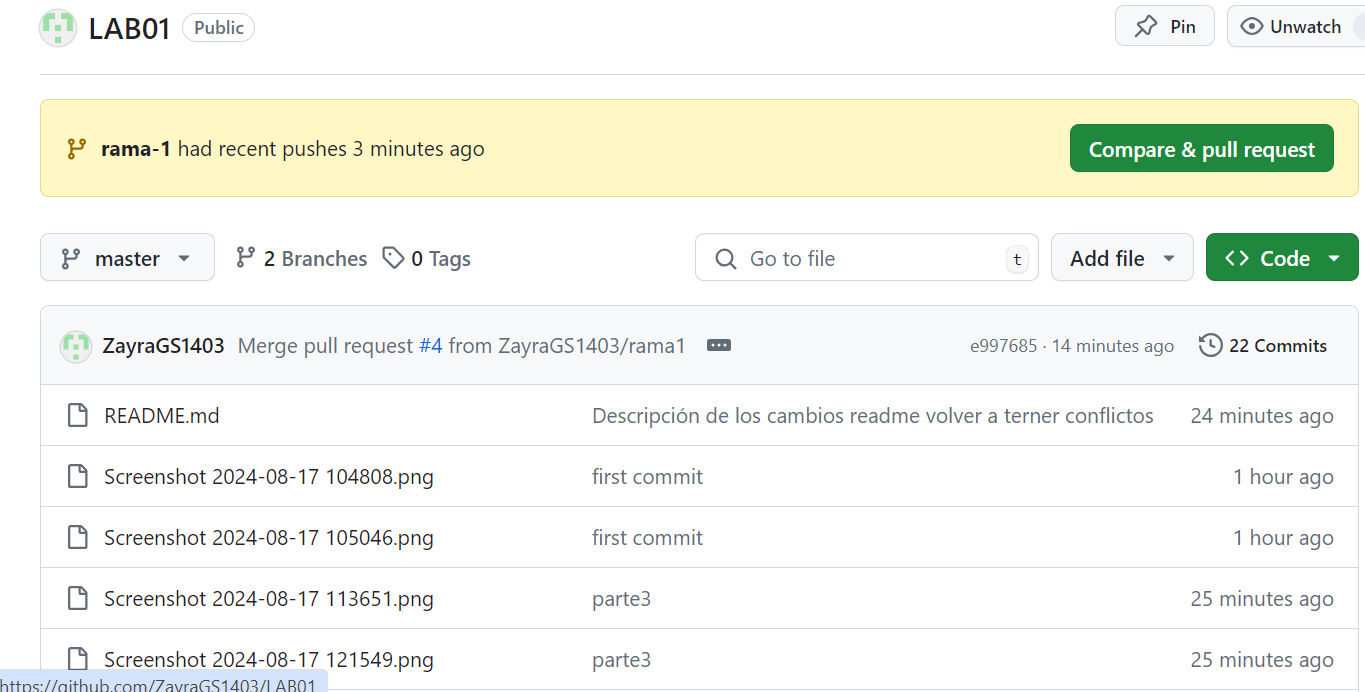 LAB01 Public Pin Unwatch
rama-1 had recent pushes 3 minutes ago Compare & pull request
master 2 Branches 0 Tags Go to file t Add file Code
ZayraGS1403 Merge pull request #4 from ZayraGS1403/rama1 e997685 · 14 minutes ago 22 Commits
README.md Descripción de los cambios readme volver a terner conflictos 24 minutes ago
Screenshot 2024-08-17 104808.png first commit 1 hour ago
Screenshot 2024-08-17 105046.png first commit 1 hour ago
Screenshot 2024-08-17 113651.png parte3 25 minutes ago
Screenshot 2024-08-17 121549.png parte3 25 minutes ago
https://github.com/ZayraGS1403/LAB01